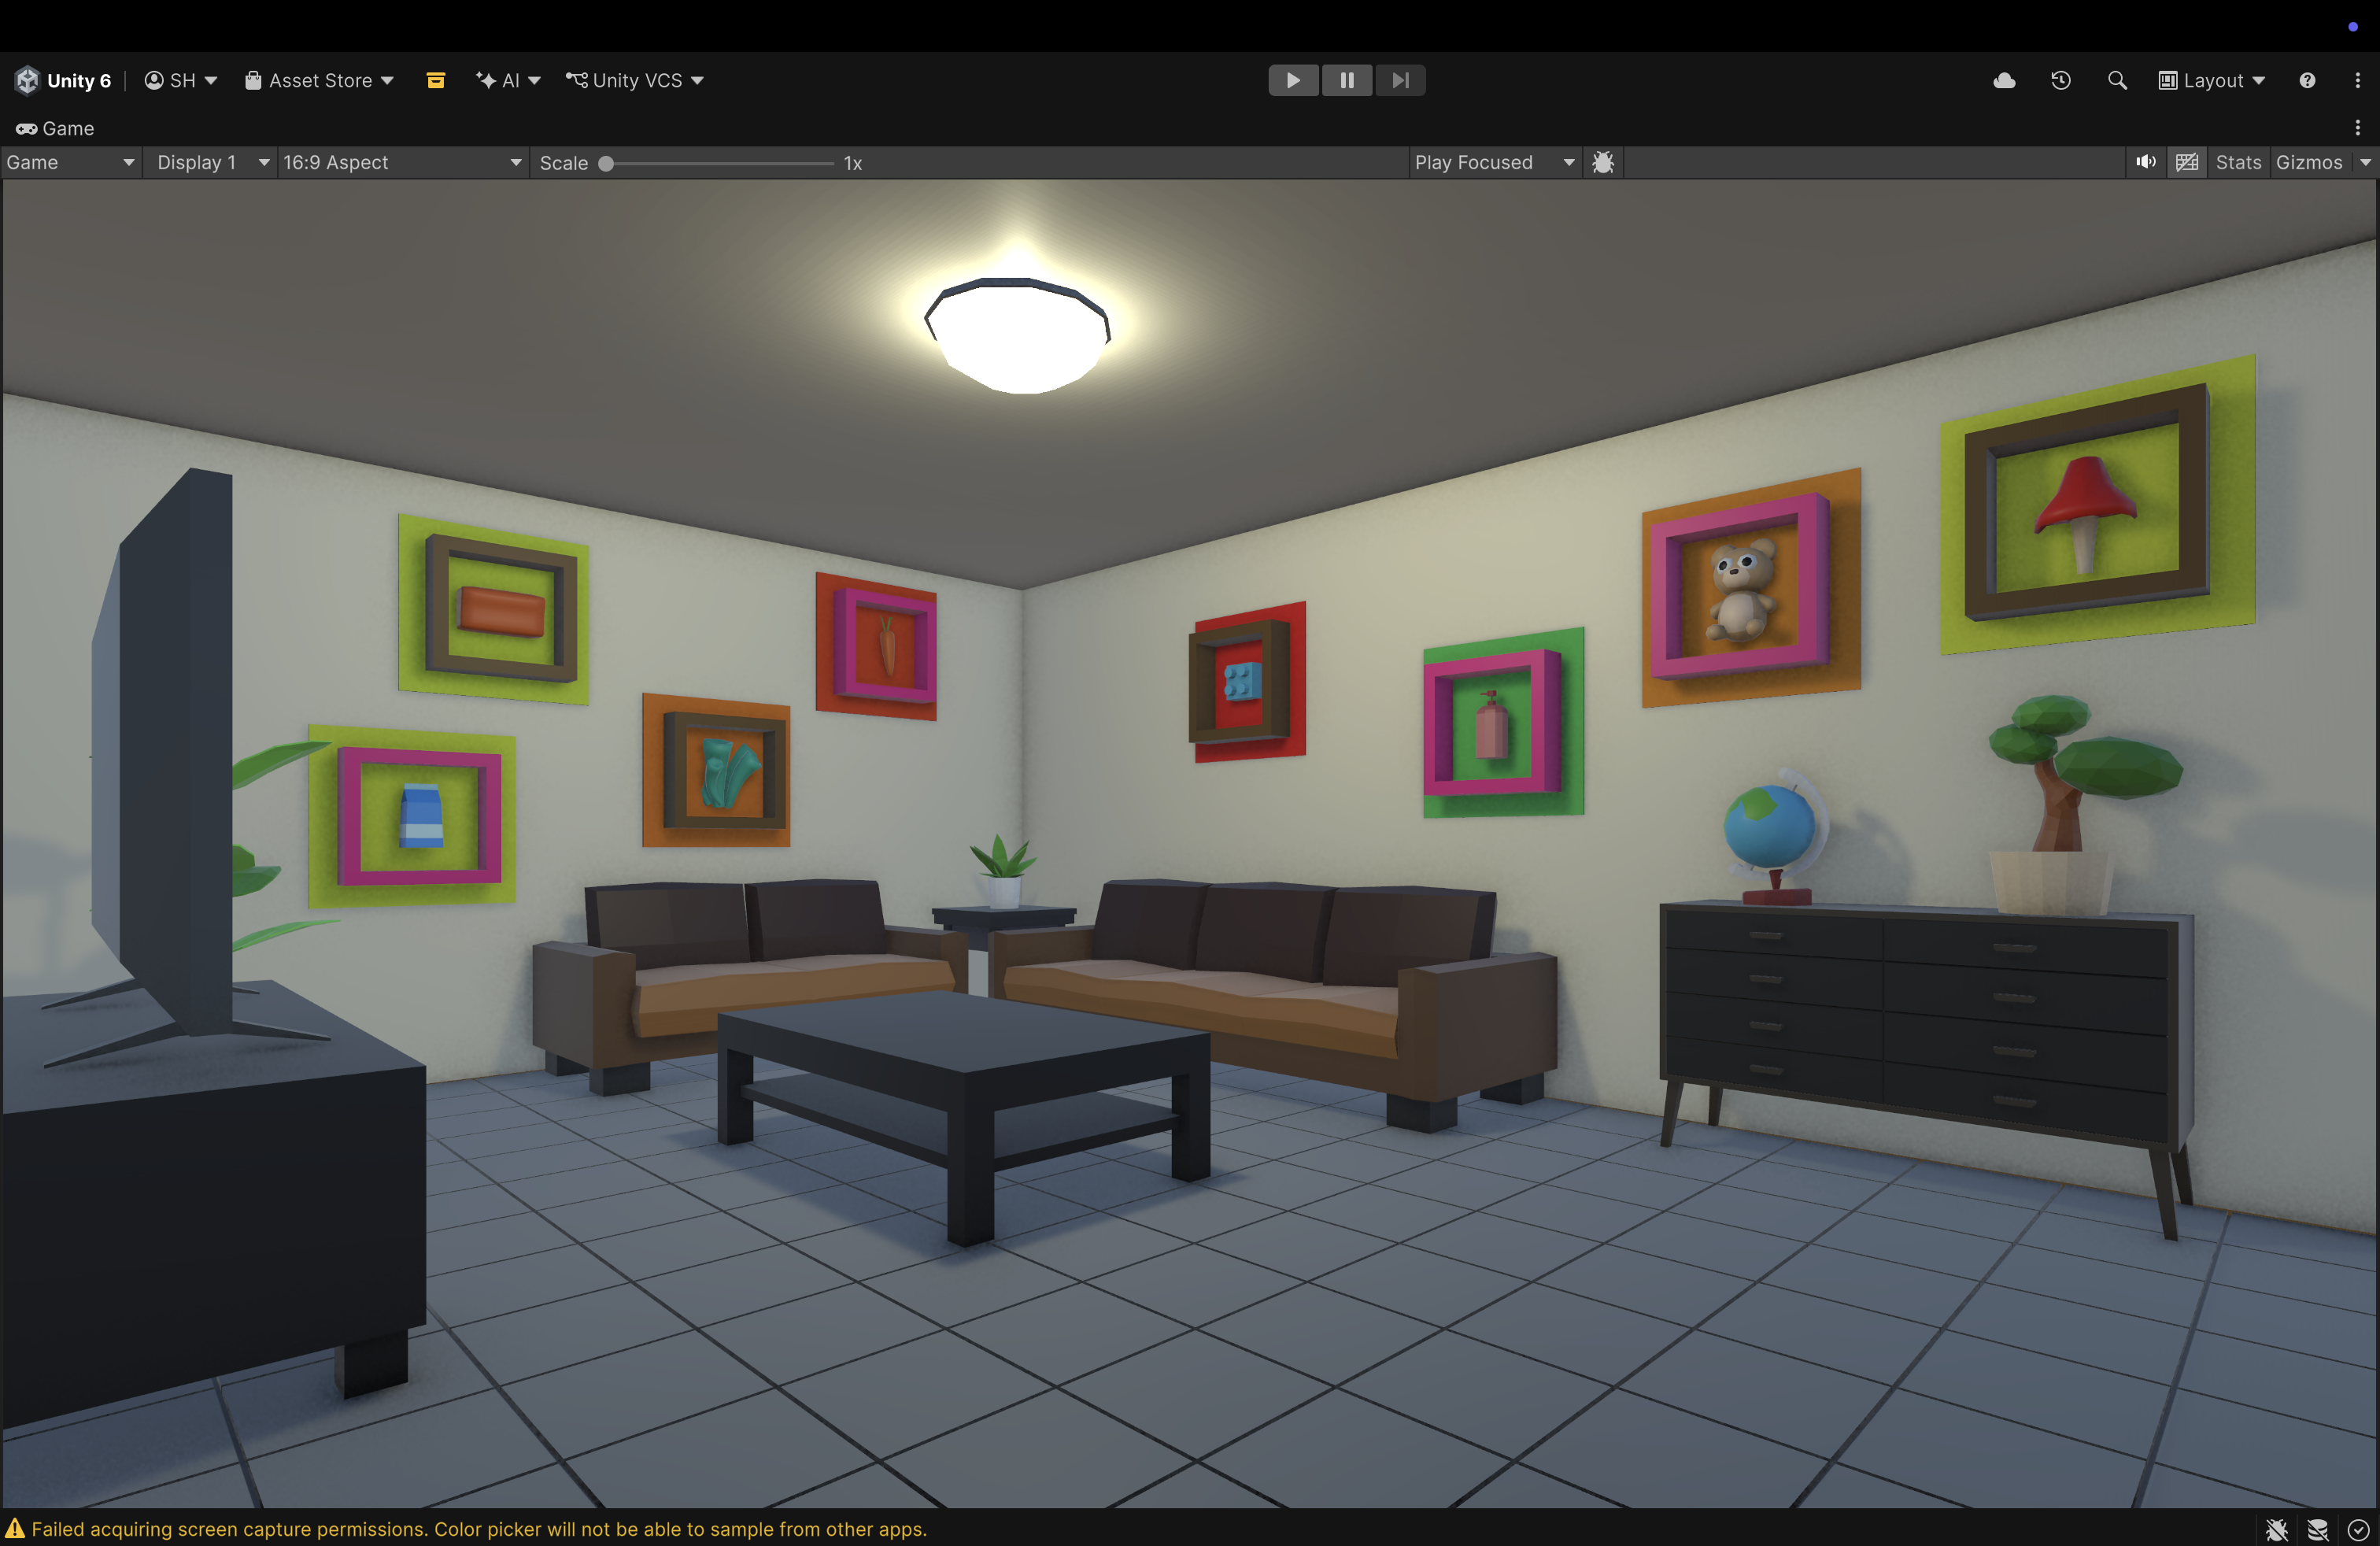 Unity 6 SH Asset Store AI Unity VCS Layout
Game
Game Display 1 16:9 Aspect Scale 1x Play Focused Stats Gizmos
Failed acquiring screen capture permissions. Color picker will not be able to sample from other apps.